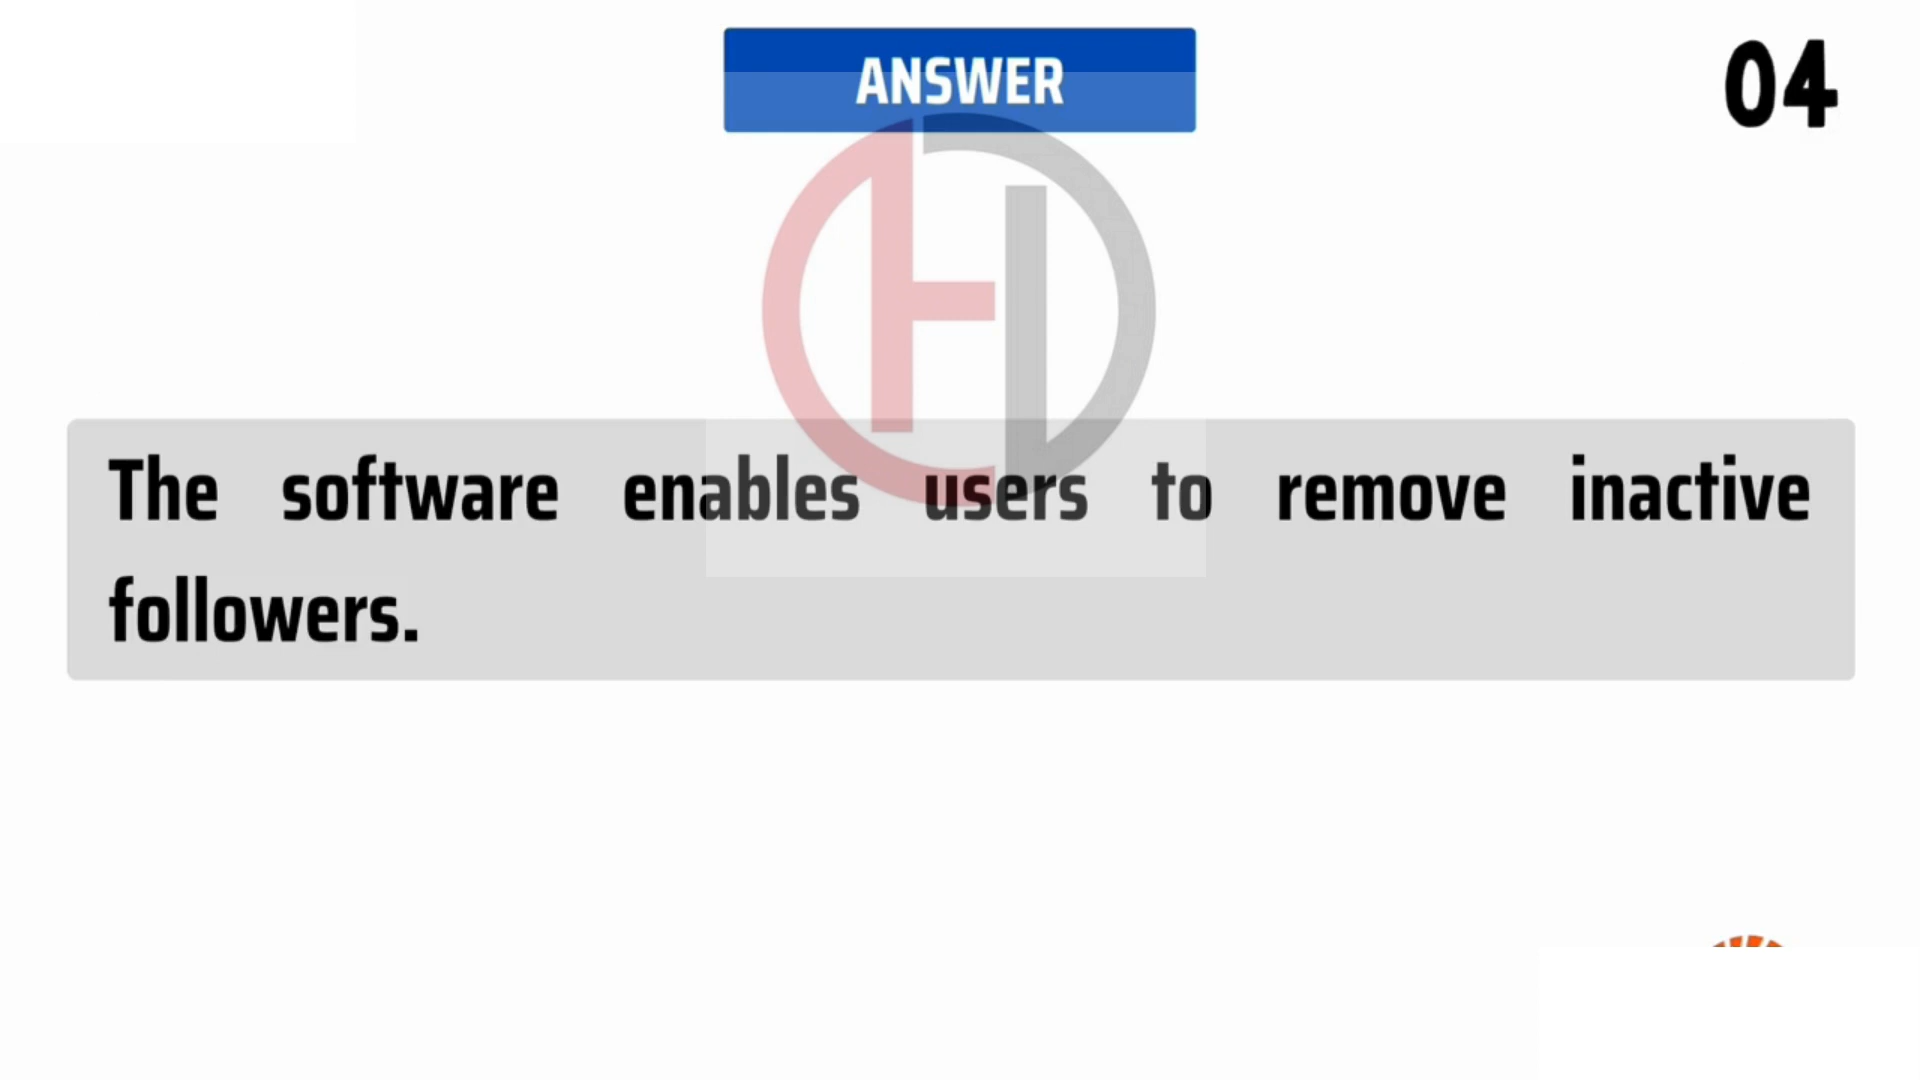 ANSWER
04
The software enables users to remove inactive
followers.